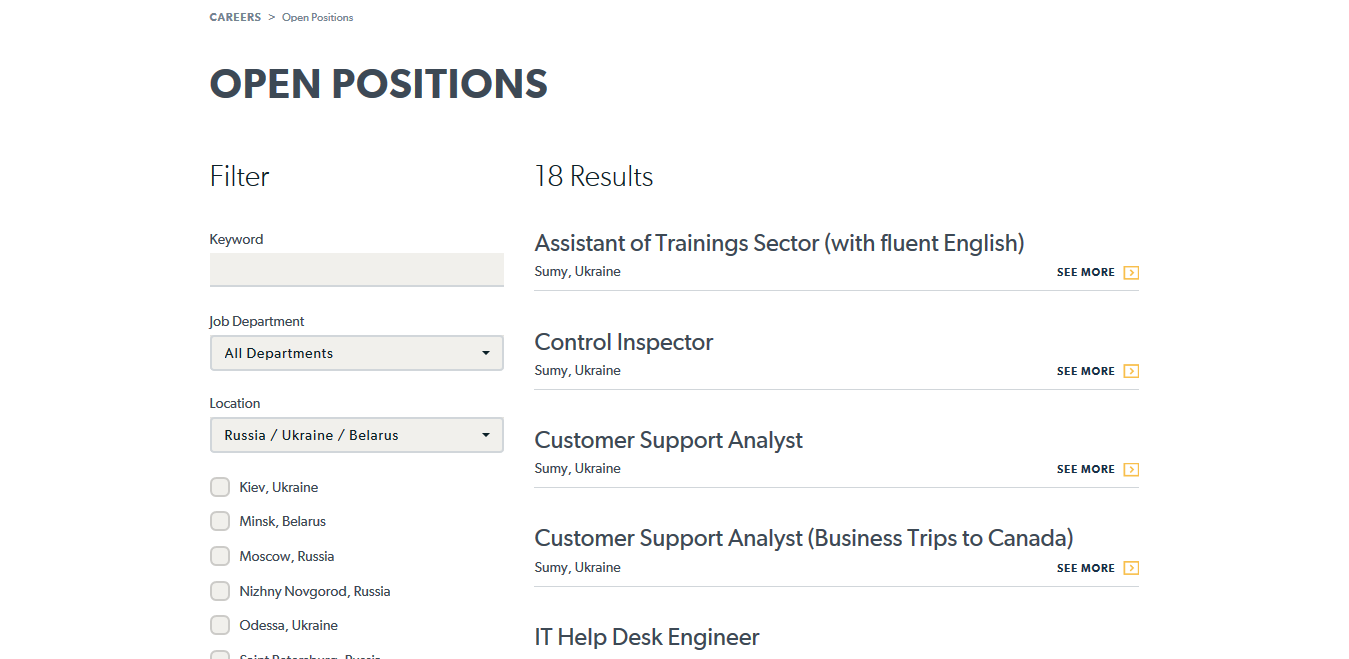 CAREERS > Open Positions
OPEN POSITIONS
Filter
Keyword
Job Department
All Departments
Location
Russia / Ukraine / Belarus
Kiev, Ukraine
Minsk, Belarus
Moscow, Russia
Nizhny Novgorod, Russia
Odessa, Ukraine
Saint Petersburg, Russia
18 Results
Assistant of Trainings Sector (with fluent English)
Sumy, Ukraine
SEE MORE
Control Inspector
Sumy, Ukraine
SEE MORE
Customer Support Analyst
Sumy, Ukraine
SEE MORE
Customer Support Analyst (Business Trips to Canada)
Sumy, Ukraine
SEE MORE
IT Help Desk Engineer